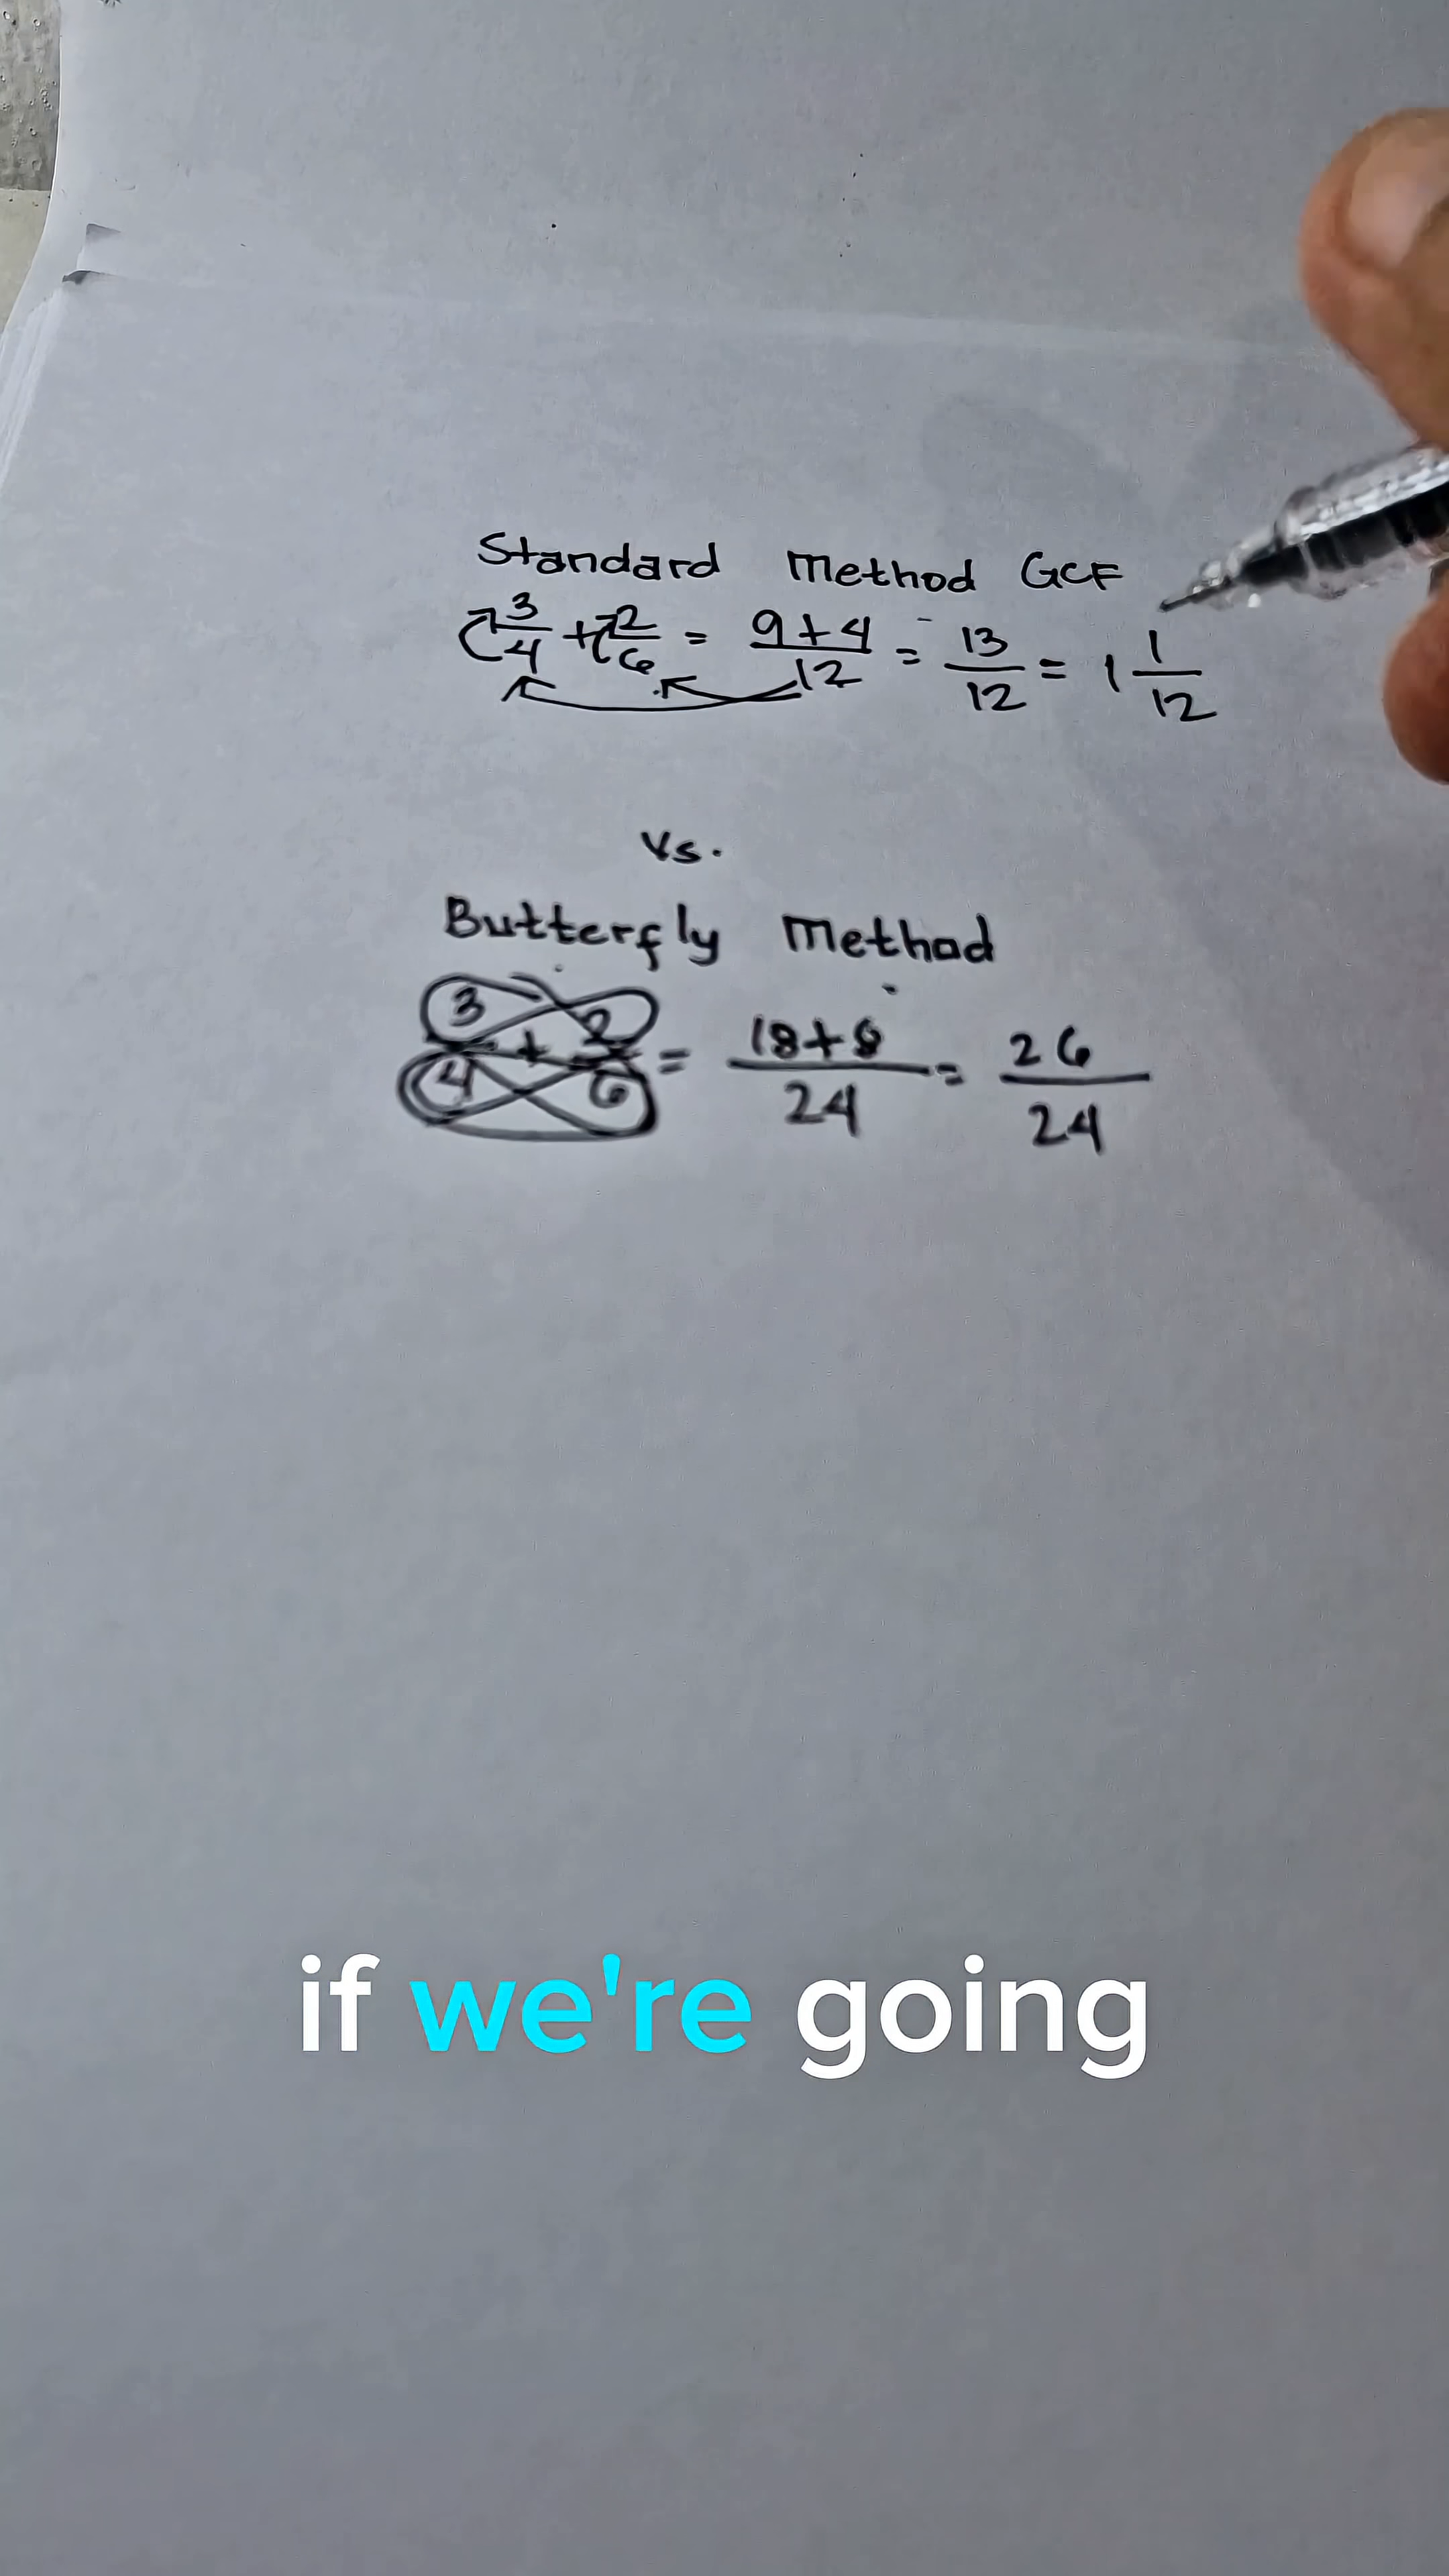 Standard Method GCF
3/4 + 2/6 = 9+4/12 = 13/12 = 1 1/12
Vs.
Butterfly Method
3/4 + 2/6 = 18+8/24 = 26/24
if we're going